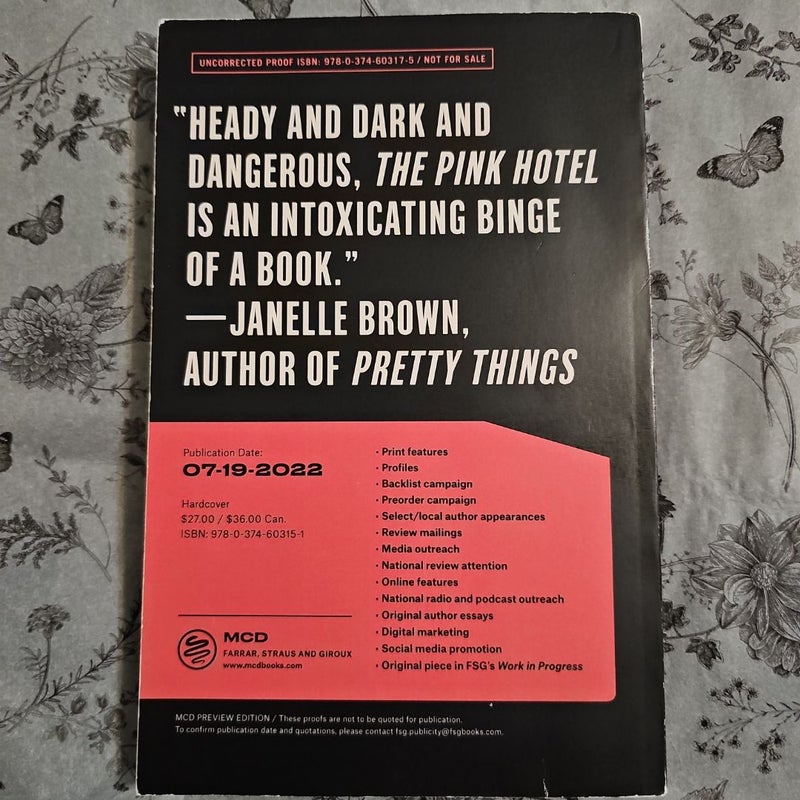 UNCORRECTED PROOF ISBN: 978-0-374-60317-5 / NOT FOR SALE
"HEADY AND DARK AND
DANGEROUS, THE PINK HOTEL
IS AN INTOXICATING BINGE
OF A BOOK."
—JANELLE BROWN,
AUTHOR OF PRETTY THINGS
Publication Date:
07-19-2022
Hardcover
$27.00 / $36.00 Can.
ISBN: 978-0-374-60315-1
MCD
FARRAR, STRAUS AND GIROUX
www.mcdbooks.com
· Print features
· Profiles
· Backlist campaign
· Preorder campaign
· Select/local author appearances
· Review mailings
· Media outreach
· National review attention
· Online features
· National radio and podcast outreach
· Original author essays
· Digital marketing
· Social media promotion
· Original piece in FSG's Work in Progress
MCD PREVIEW EDITION / These proofs are not to be quoted for publication.
To confirm publication date and quotations, please contact fsg.publicity@fsgbooks.com.